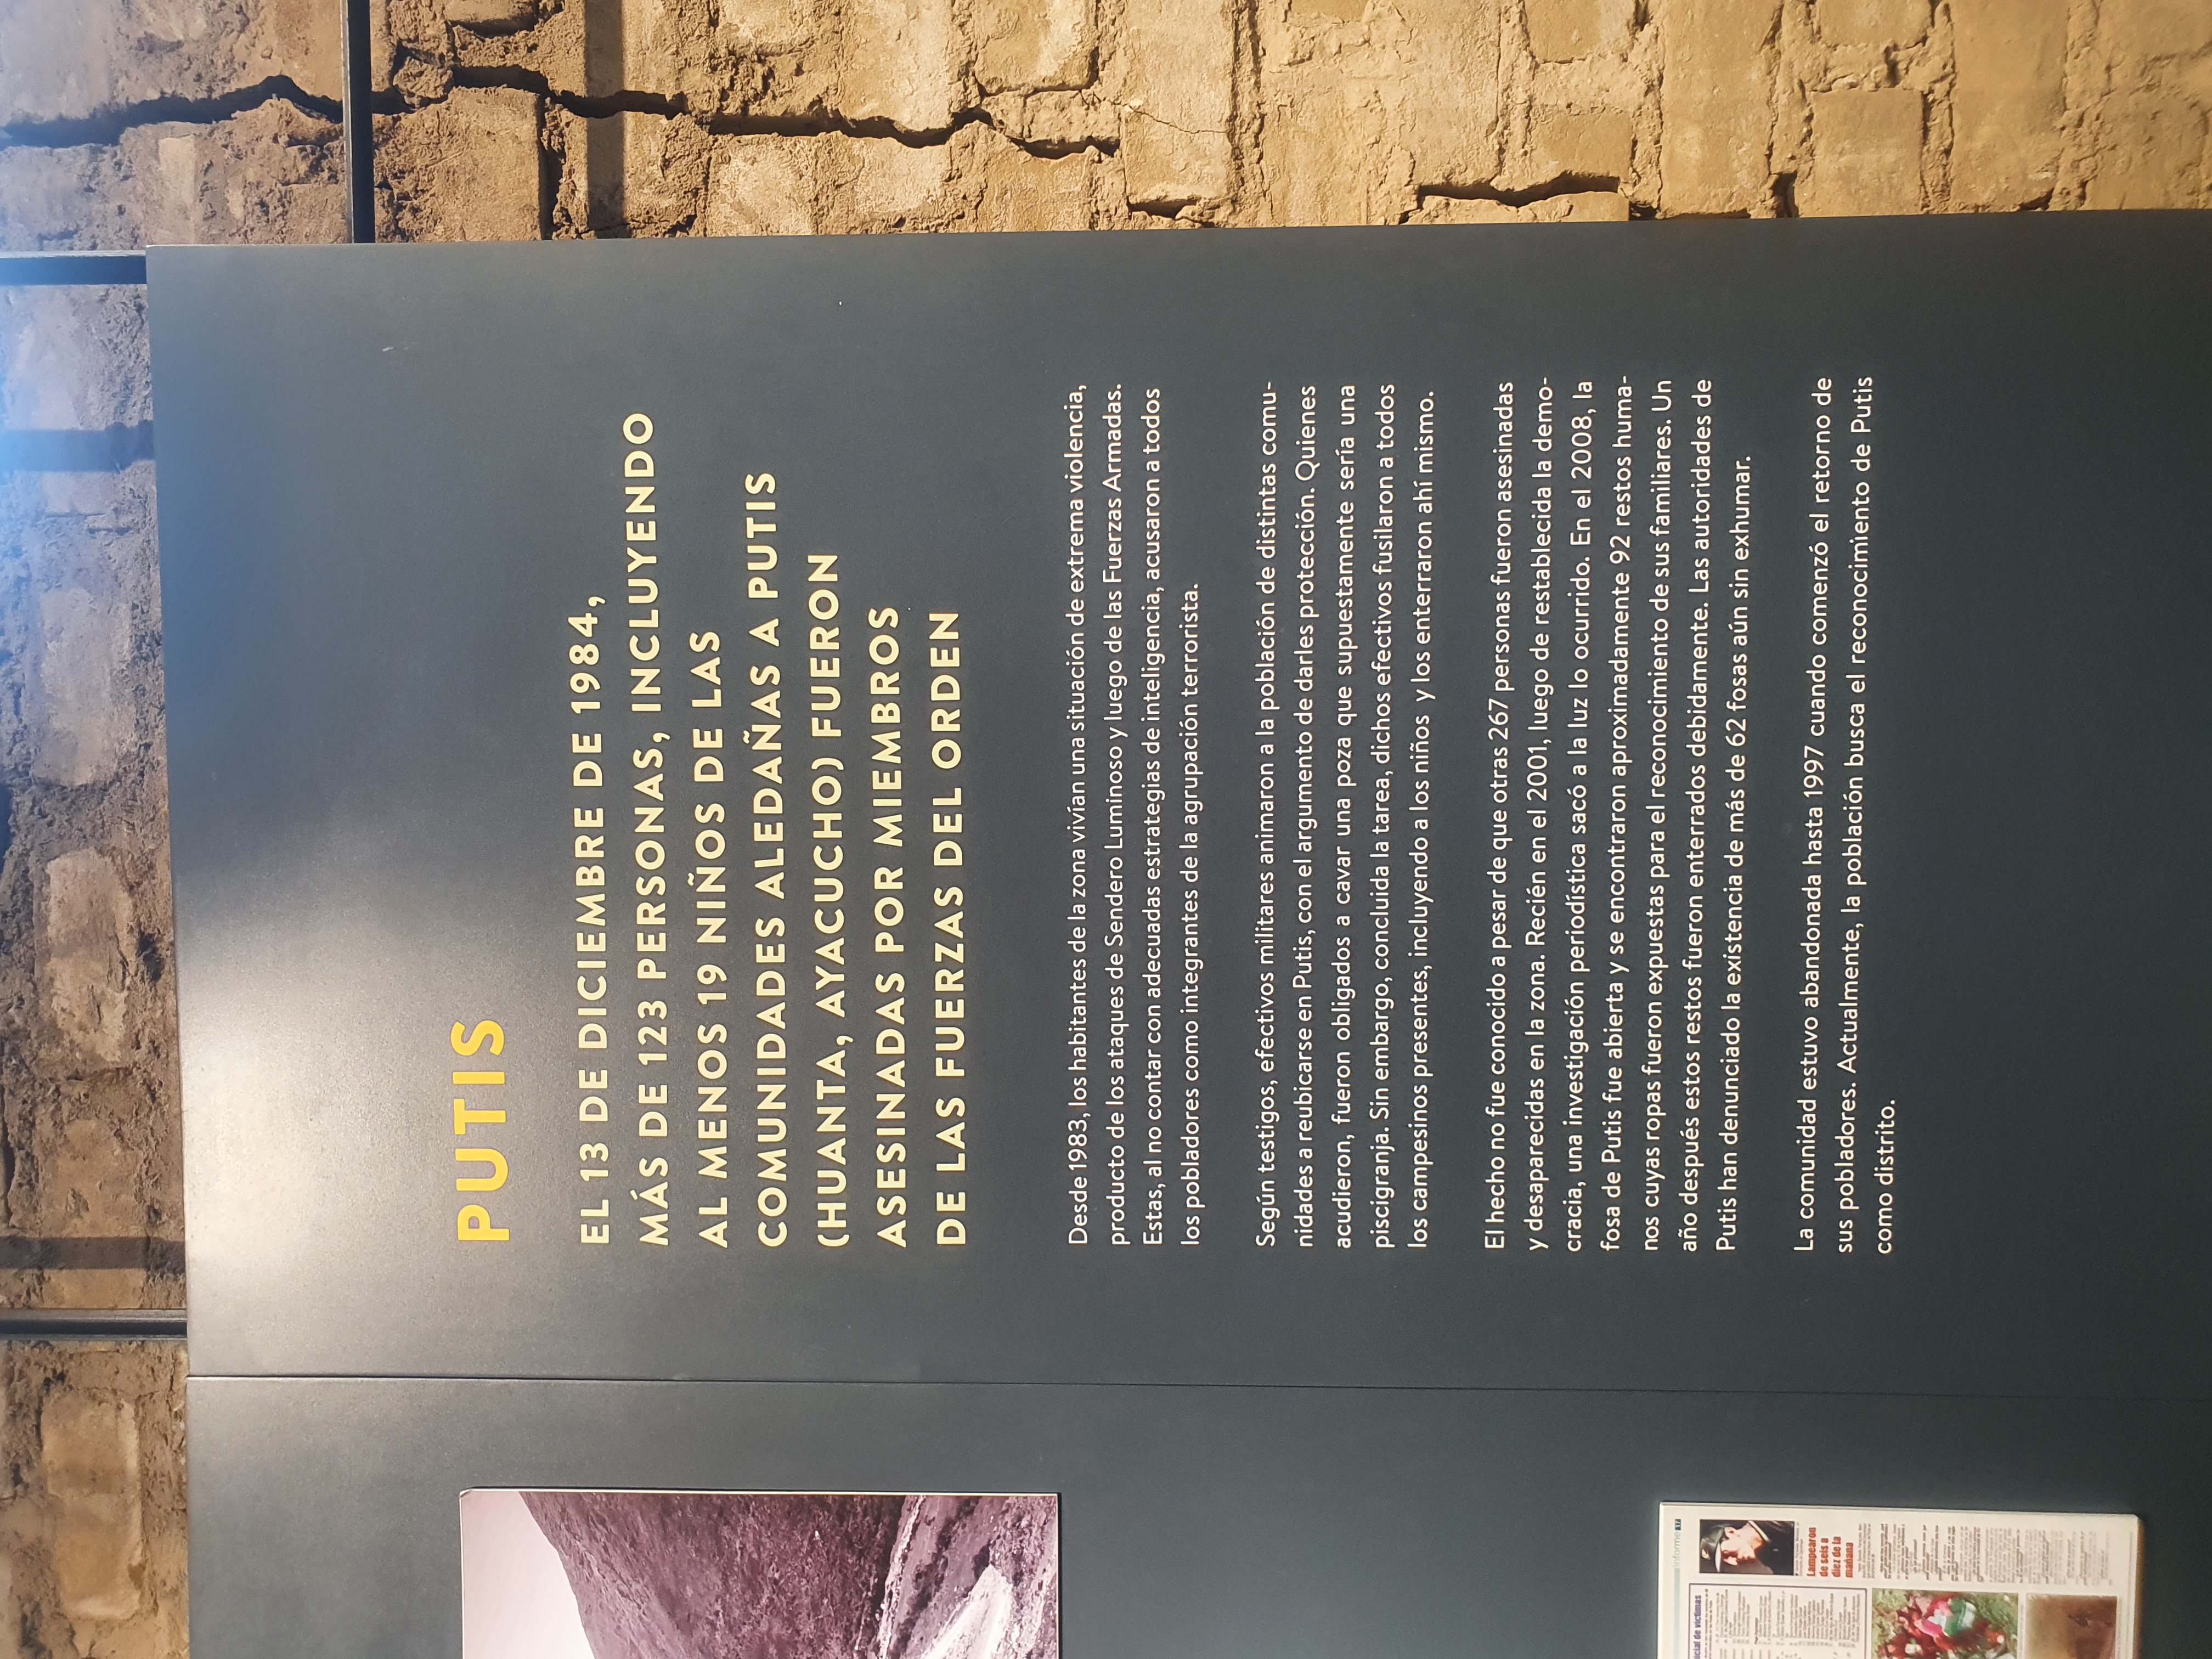 PUTIS
EL 13 DE DICIEMBRE DE 1984,
MÁS DE 123 PERSONAS, INCLUYENDO
AL MENOS 19 NIÑOS DE LAS
COMUNIDADES ALEDAÑAS A PUTIS
(HUANTA, AYACUCHO) FUERON
ASESINADAS POR MIEMBROS
DE LAS FUERZAS DEL ORDEN
Desde 1983, los habitantes de la zona vivían una situación de extrema violencia,
producto de los ataques de Sendero Luminoso y luego de las Fuerzas Armadas.
Estas, al no contar con adecuadas estrategias de inteligencia, acusaron a todos
los pobladores como integrantes de la agrupación terrorista.
Según testigos, efectivos militares animaron a la población de distintas comu-
nidades a reubicarse en Putis, con el argumento de darles protección. Quienes
acudieron, fueron obligados a cavar una poza que supuestamente sería una
piscigranja. Sin embargo, concluida la tarea, dichos efectivos fusilaron a todos
los campesinos presentes, incluyendo a los niños y los enterraron ahí mismo.
El hecho no fue conocido a pesar de que otras 267 personas fueron asesinadas
y desaparecidas en la zona. Recién en el 2001, luego de restablecida la demo-
cracia, una investigación periodística sacó a la luz lo ocurrido. En el 2008, la
fosa de Putis fue abierta y se encontraron aproximadamente 92 restos huma-
nos cuyas ropas fueron expuestas para el reconocimiento de sus familiares. Un
año después estos restos fueron enterrados debidamente. Las autoridades de
Putis han denunciado la existencia de más de 62 fosas aún sin exhumar.
La comunidad estuvo abandonada hasta 1997 cuando comenzó el retorno de
sus pobladores. Actualmente, la población busca el reconocimiento de Putis
como distrito.
informe 17
Lampearon
de seis a
diez de la
mañana